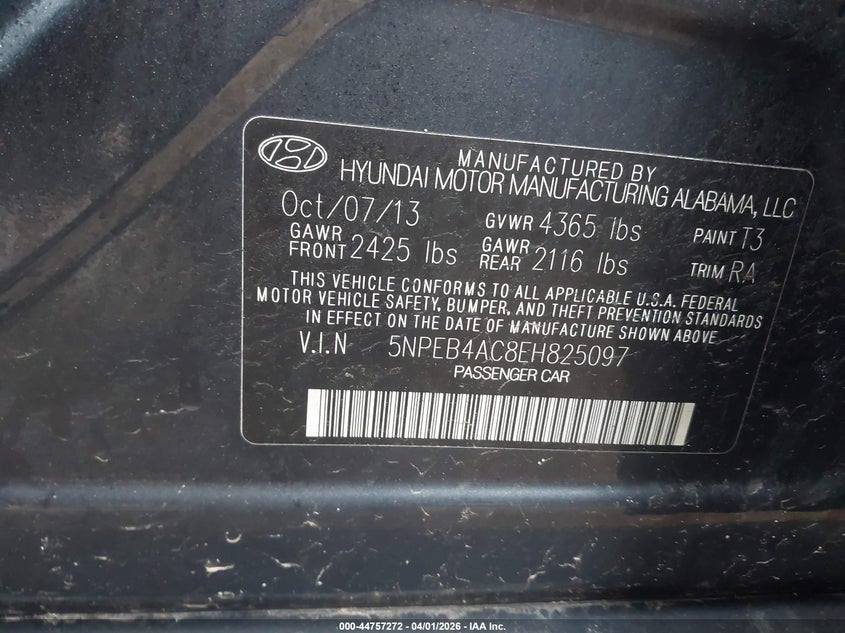 MANUFACTURED BY
HYUNDAI MOTOR MANUFACTURING ALABAMA, LLC
Oct/07/13 GVWR 4365 lbs PAINT T3
GAWR FRONT 2425 lbs GAWR REAR 2116 lbs TRIM RA
THIS VEHICLE CONFORMS TO ALL APPLICABLE U.S.A. FEDERAL
MOTOR VEHICLE SAFETY, BUMPER, AND THEFT PREVENTION STANDARDS
IN EFFECT ON THE DATE OF MANUFACTURE SHOWN ABOVE
V.I.N 5NPEB4AC8EH825097
PASSENGER CAR
000-44757272 - 04/01/2026 - IAA Inc.